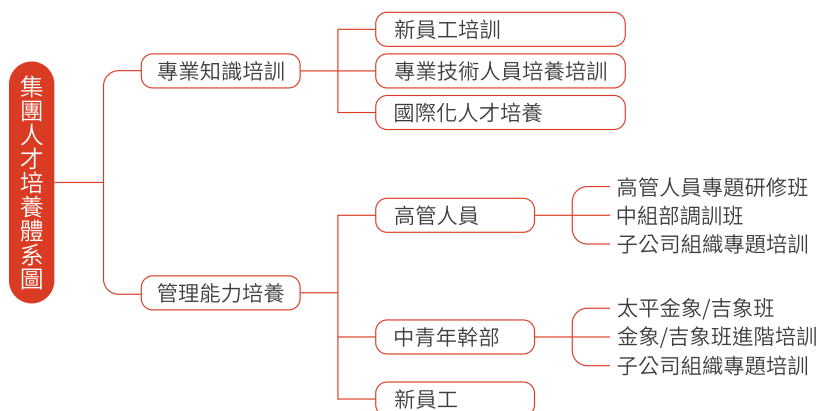 集團人才培養體系圖
專業知識培訓
新員工培訓
專業技術人員培養培訓
國際化人才培養
管理能力培養
高管人員
高管人員專題研修班
中組部調訓班
子公司組織專題培訓
中青年幹部
太平金象/吉象班
金象/吉象班進階培訓
子公司組織專題培訓
新員工